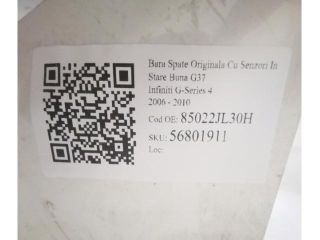 Bara Spate Originala Cu Senzori In
Stare Buna G37
Infiniti G-Series 4
2006 - 2010
Cod OE: 85022JL30H
SKU: 56801911
Loc: